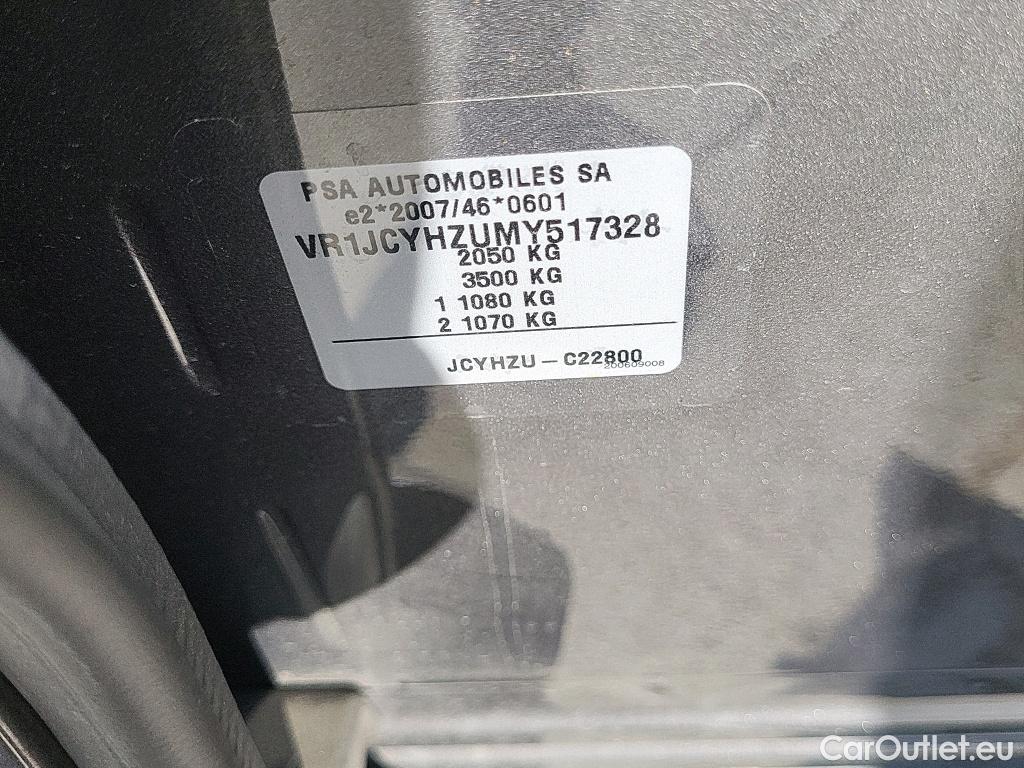 PSA AUTOMOBILES SA
e2*2007/46*0601
VR1JCYHZUMY517328
2050 KG
3500 KG
1 1080 KG
2 1070 KG
JCYHZU – C22800
200609008
CarOutlet.eu